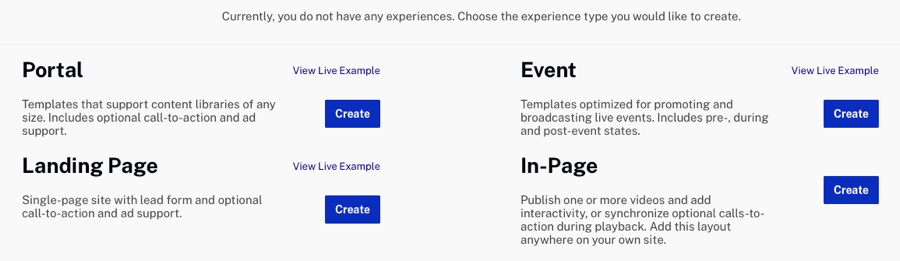 Currently, you do not have any experiences. Choose the experience type you would like to create.
Portal
View Live Example
Templates that support content libraries of any
size. Includes optional call-to-action and ad
support.
Create
Event
View Live Example
Templates optimized for promoting and
broadcasting live events. Includes pre-, during
and post-event states.
Create
Landing Page
View Live Example
Single-page site with lead form and optional
call-to-action and ad support.
Create
In-Page
Publish one or more videos and add
interactivity, or synchronize optional calls-to-
action during playback. Add this layout
anywhere on your own site.
Create